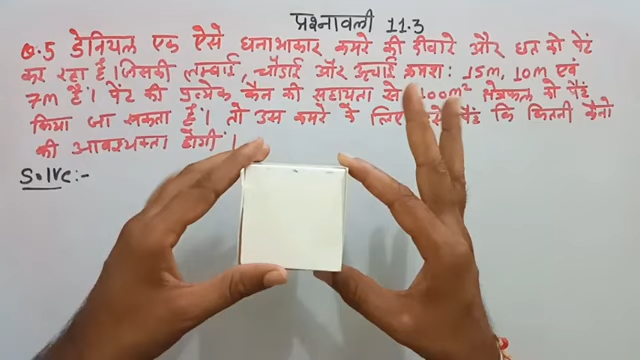 प्रश्नावली 11.3
Q.5 डेनियल एक ऐसे घनाभाकार कमरे की दीवारे और छत को पेंट
कर रहा है। जिसकी लम्बाई, चौडाई और ऊचाई क्रमश: 15m, 10m एवं
7m है। पेंट की प्रत्येक कैन की सहायता से 100m² क्षेत्रफल को पेंट
किया जा सकता है। तो उस कमरे के लिए पेंट कि कितनी कैनो
की आवश्यकता होगी।
Solve:-